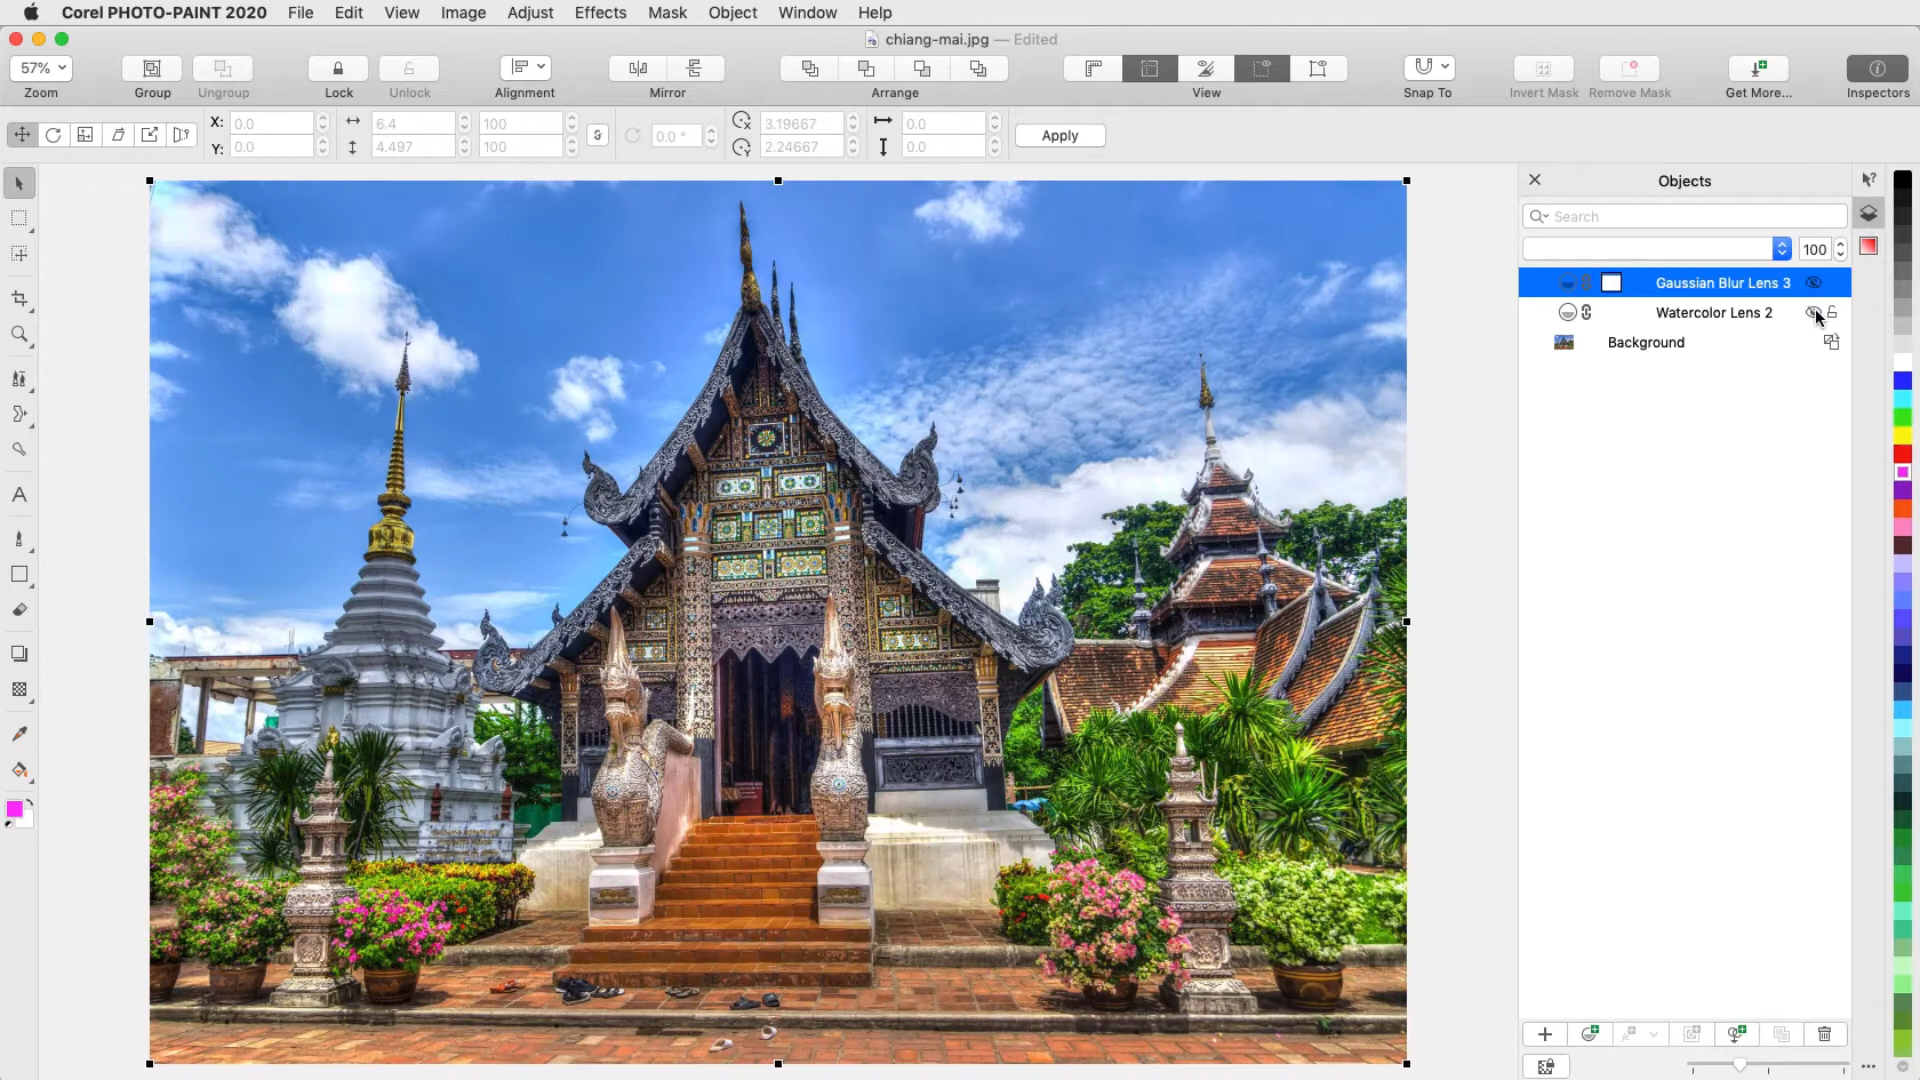 Corel PHOTO-PAINT 2020 File Edit View Image Adjust Effects Mask Object Window Help
chiang-mai.jpg — Edited
57%
Zoom Group Ungroup Lock Unlock Alignment Mirror Arrange View Snap To Invert Mask Remove Mask Get More... Inspectors
X: 0.0 6.4 100 3.19667 0.0
0.0 °
Apply
Y: 0.0 4.497 100 2.24667 0.0
Objects
Search
100
Gaussian Blur Lens 3
Watercolor Lens 2
Background